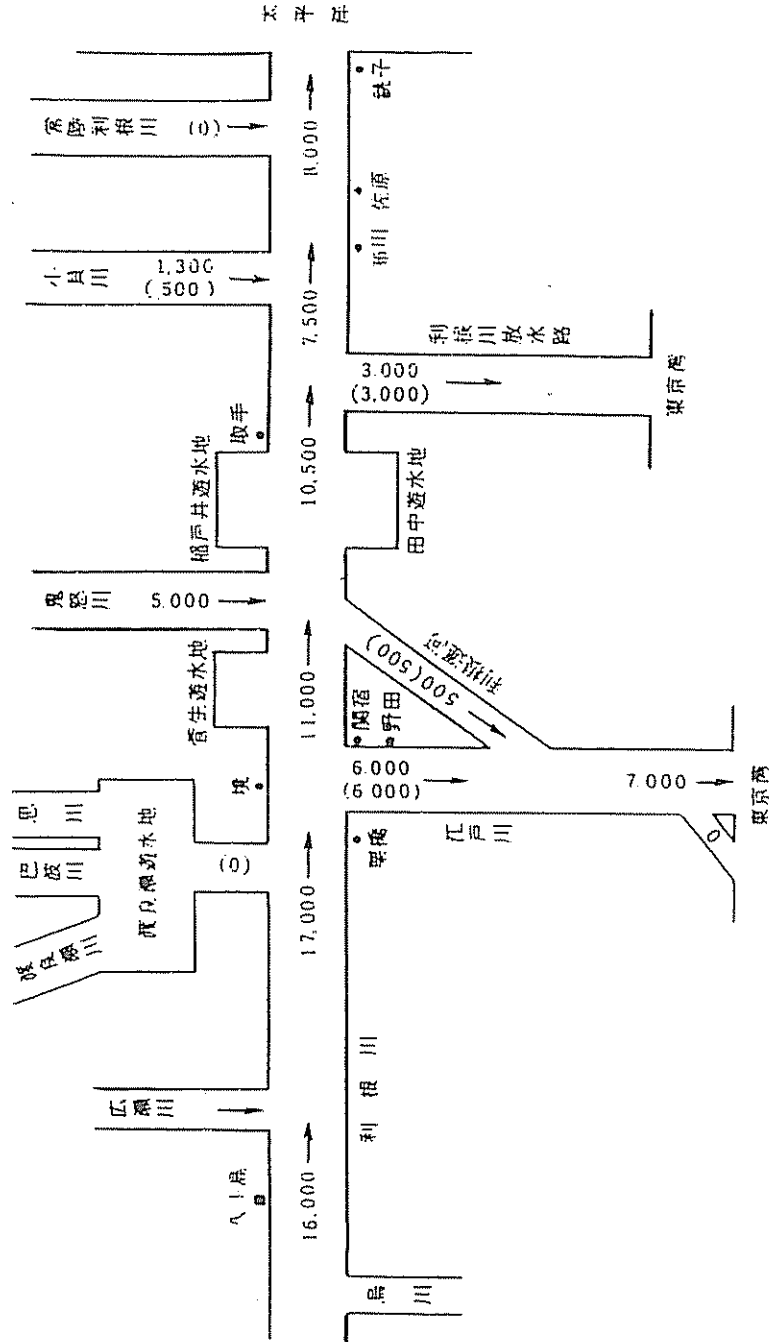 太平洋
常陸利根川 (0)
8,000
銚子
佐原
布川
小貝川
1,300
(500)
7,500
利根川放水路
3.000
(3,000)
東京湾
取手
稲戸井遊水地
10,500
田中遊水地
鬼怒川 5.000
菅生遊水地
11,000
利根運河
500(500)
関宿
野田
境
6.000
(6 000)
7.000
東京湾
0
江戸川
栗橋
思川
巴波川
渡良瀬川
渡良瀬遊水地
(0)
17,000
広瀬川
利根川
八斗島
16.000
烏川